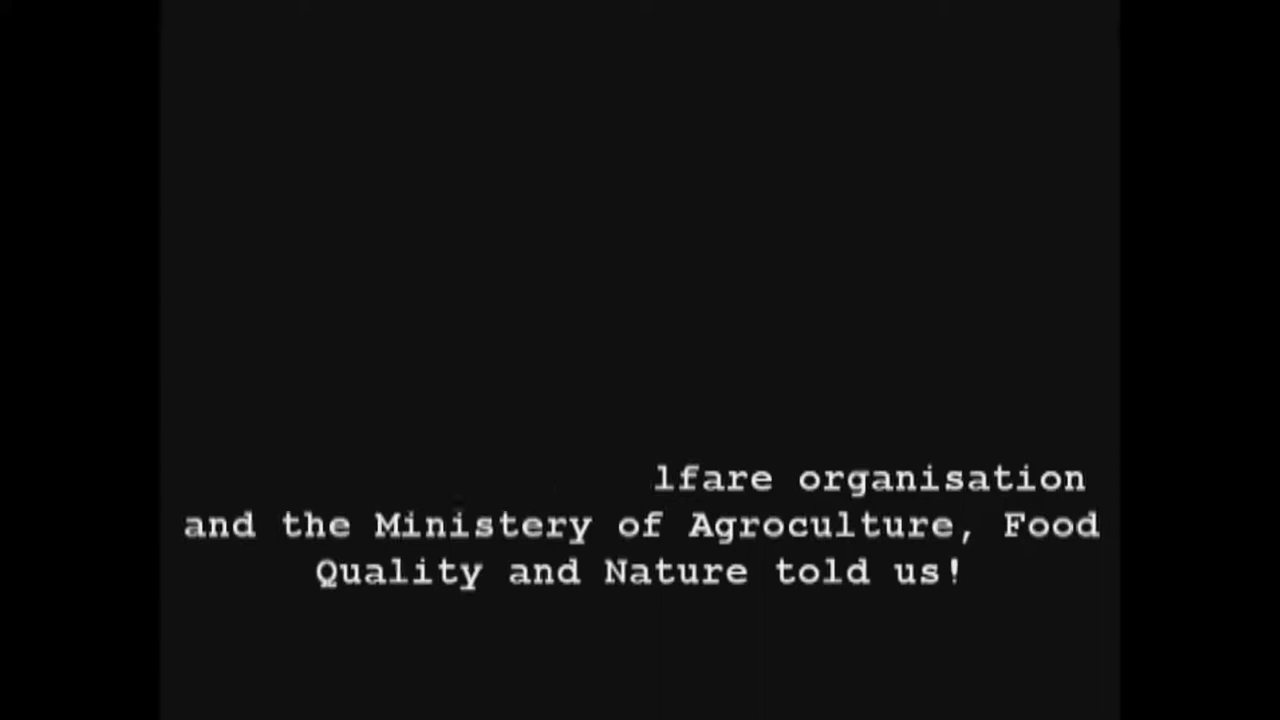 lfare organisation
and the Ministery of Agroculture, Food
Quality and Nature told us!